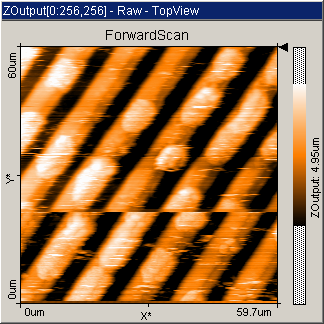 ZOutput[0:256,256] - Raw - TopView
ForwardScan
60um
Y*
0um
0um
X*
59.7um
ZOutput: 4.95um